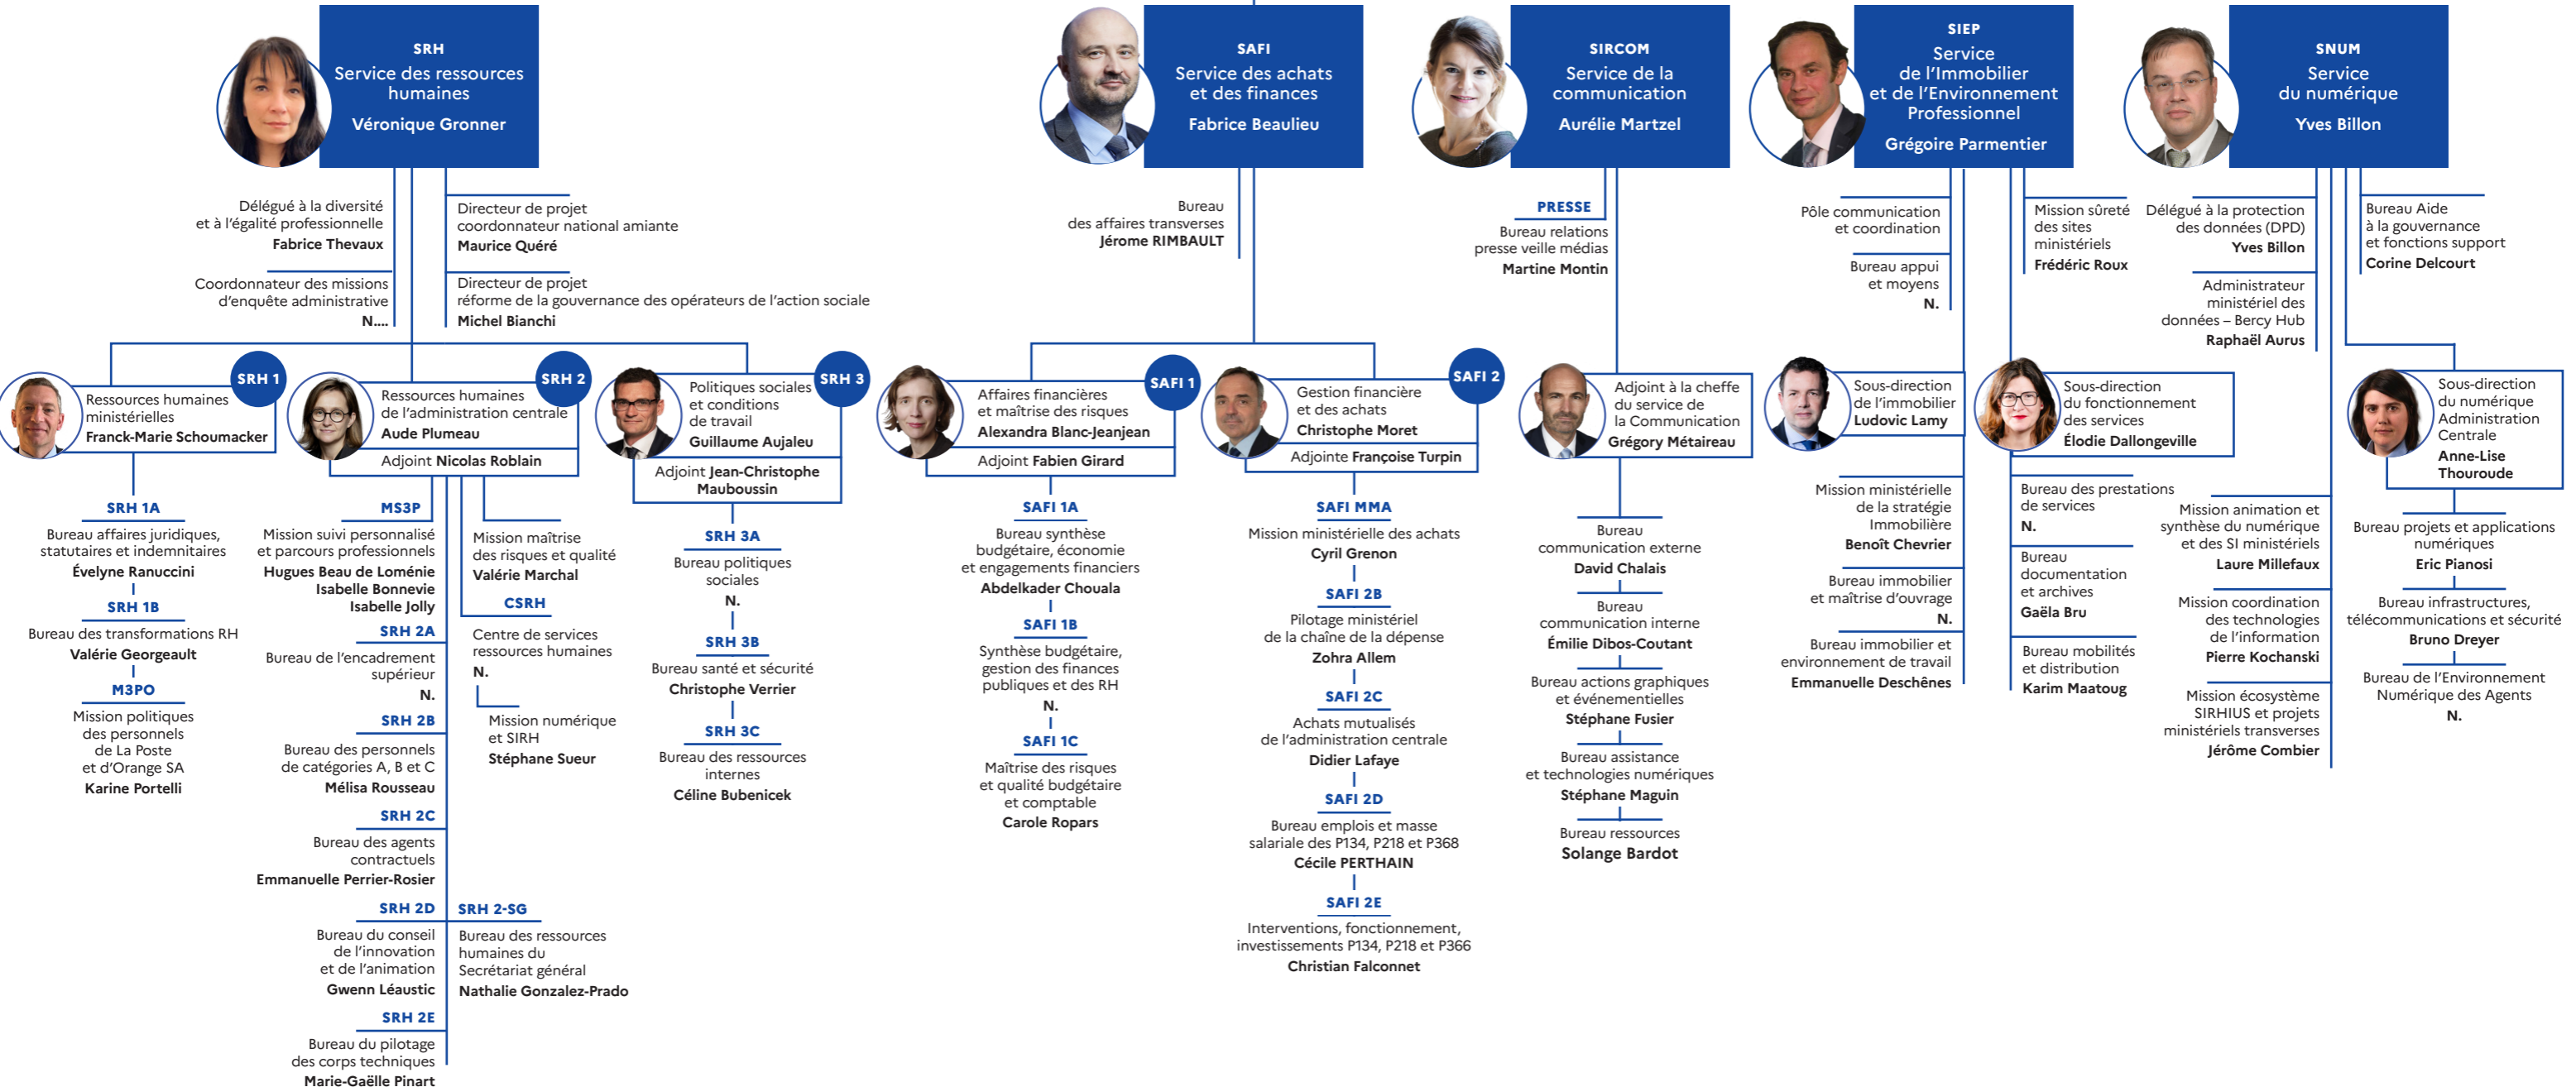 SRH
Service des ressources
humaines
Véronique Gronner
Délégué à la diversité
et à l'égalité professionnelle
Fabrice Thevaux
Coordonnateur des missions
d'enquête administrative
N....
Directeur de projet
coordonnateur national amiante
Maurice Quéré
Directeur de projet
réforme de la gouvernance des opérateurs de l'action sociale
Michel Bianchi
SRH 1
Ressources humaines
ministérielles
Franck-Marie Schoumacker
SRH 1A
Bureau affaires juridiques,
statutaires et indemnitaires
Évelyne Ranuccini
SRH 1B
Bureau des transformations RH
Valérie Georgeault
M3PO
Mission politiques
des personnels
de La Poste
et d'Orange SA
Karine Portelli
SRH 2
Ressources humaines
de l'administration centrale
Aude Plumeau
Adjoint Nicolas Roblain
MS3P
Mission suivi personnalisé
et parcours professionnels
Hugues Beau de Loménie
Isabelle Bonnevie
Isabelle Jolly
SRH 2A
Bureau de l'encadrement
supérieur
N.
SRH 2B
Bureau des personnels
de catégories A, B et C
Mélisa Rousseau
SRH 2C
Bureau des agents
contractuels
Emmanuelle Perrier-Rosier
SRH 2D
Bureau du conseil
de l'innovation
et de l'animation
Gwenn Léaustic
SRH 2E
Bureau du pilotage
des corps techniques
Marie-Gaëlle Pinart
Mission maîtrise
des risques et qualité
Valérie Marchal
CSRH
Centre de services
ressources humaines
N.
Mission numérique
et SIRH
Stéphane Sueur
SRH 2-SG
Bureau des ressources
humaines du
Secrétariat général
Nathalie Gonzalez-Prado
SRH 3
Politiques sociales
et conditions
de travail
Guillaume Aujaleu
Adjoint Jean-Christophe
Mauboussin
SRH 3A
Bureau politiques
sociales
N.
SRH 3B
Bureau santé et sécurité
Christophe Verrier
SRH 3C
Bureau des ressources
internes
Céline Bubenicek
SAFI
Service des achats
et des finances
Fabrice Beaulieu
Bureau
des affaires transverses
Jérome RIMBAULT
SAFI 1
Affaires financières
et maîtrise des risques
Alexandra Blanc-Jeanjean
Adjoint Fabien Girard
SAFI 1A
Bureau synthèse
budgétaire, économie
et engagements financiers
Abdelkader Chouala
SAFI 1B
Synthèse budgétaire,
gestion des finances
publiques et des RH
N.
SAFI 1C
Maîtrise des risques
et qualité budgétaire
et comptable
Carole Ropars
SAFI 2
Gestion financière
et des achats
Christophe Moret
Adjointe Françoise Turpin
SAFI MMA
Mission ministérielle des achats
Cyril Grenon
SAFI 2B
Pilotage ministériel
de la chaîne de la dépense
Zohra Allem
SAFI 2C
Achats mutualisés
de l'administration centrale
Didier Lafaye
SAFI 2D
Bureau emplois et masse
salariale des P134, P218 et P368
Cécile PERTHAIN
SAFI 2E
Interventions, fonctionnement,
investissements P134, P218 et P366
Christian Falconnet
SIRCOM
Service de la
communication
Aurélie Martzel
PRESSE
Bureau relations
presse veille médias
Martine Montin
Adjoint à la cheffe
du service de
la Communication
Grégory Métaireau
Bureau
communication externe
David Chalais
Bureau
communication interne
Émilie Dibos-Coutant
Bureau actions graphiques
et événementielles
Stéphane Fusier
Bureau assistance
et technologies numériques
Stéphane Maguin
Bureau ressources
Solange Bardot
SIEP
Service
de l'Immobilier
et de l'Environnement
Professionnel
Grégoire Parmentier
Pôle communication
et coordination
Bureau appui
et moyens
N.
Mission sûreté
des sites
ministériels
Frédéric Roux
Sous-direction
de l'immobilier
Ludovic Lamy
Mission ministérielle
de la stratégie
Immobilière
Benoît Chevrier
Bureau immobilier
et maîtrise d'ouvrage
N.
Bureau immobilier et
environnement de travail
Emmanuelle Deschênes
Sous-direction
du fonctionnement
des services
Élodie Dallongeville
Bureau des prestations
de services
N.
Bureau
documentation
et archives
Gaëla Bru
Bureau mobilités
et distribution
Karim Maatoug
SNUM
Service
du numérique
Yves Billon
Délégué à la protection
des données (DPD)
Yves Billon
Administrateur
ministériel des
données – Bercy Hub
Raphaël Aurus
Bureau Aide
à la gouvernance
et fonctions support
Corine Delcourt
Mission animation et
synthèse du numérique
et des SI ministériels
Laure Millefaux
Mission coordination
des technologies
de l'information
Pierre Kochanski
Mission écosystème
SIRHIUS et projets
ministériels transverses
Jérôme Combier
Sous-direction
du numérique
Administration
Centrale
Anne-Lise
Thouroude
Bureau projets et applications
numériques
Eric Pianosi
Bureau infrastructures,
télécommunications et sécurité
Bruno Dreyer
Bureau de l'Environnement
Numérique des Agents
N.